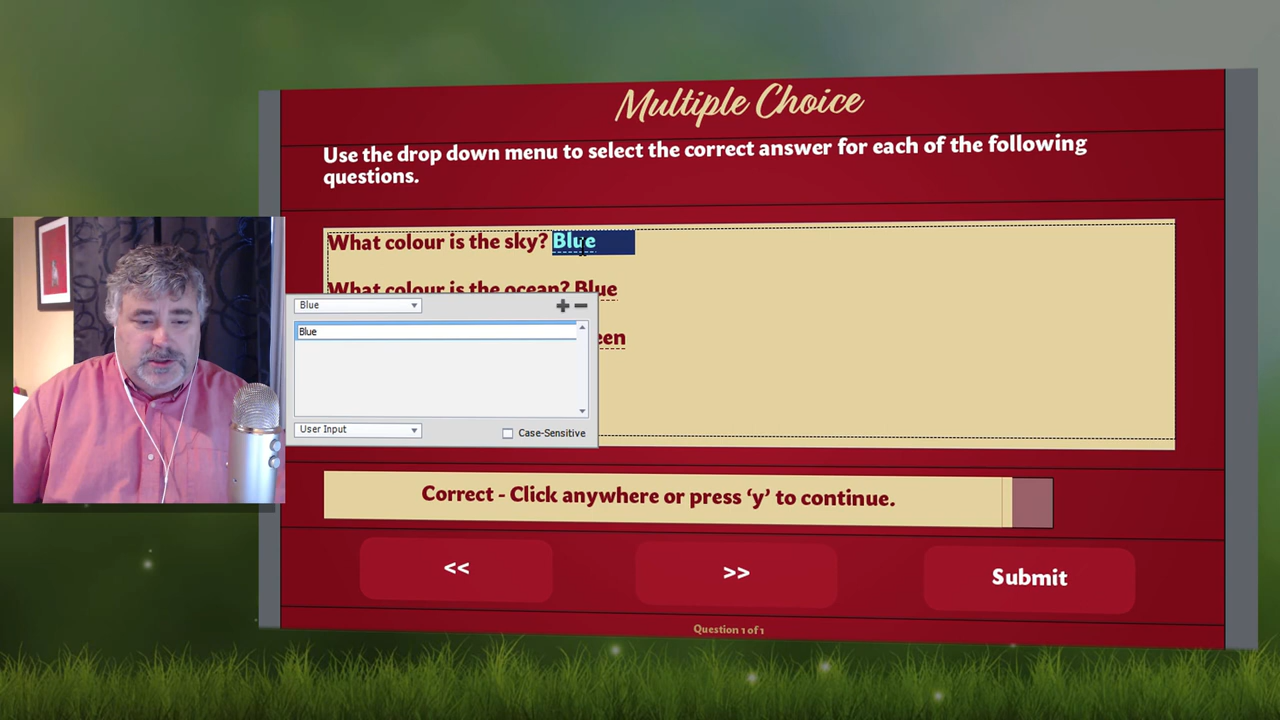 Multiple Choice
Use the drop down menu to select the correct answer for each of the following
questions.
What colour is the sky? Blue
What colour is the ocean? Blue
een
Blue
Blue
User Input
Case-Sensitive
Correct - Click anywhere or press ‘y’ to continue.
<<
>>
Submit
Question 1 of 1